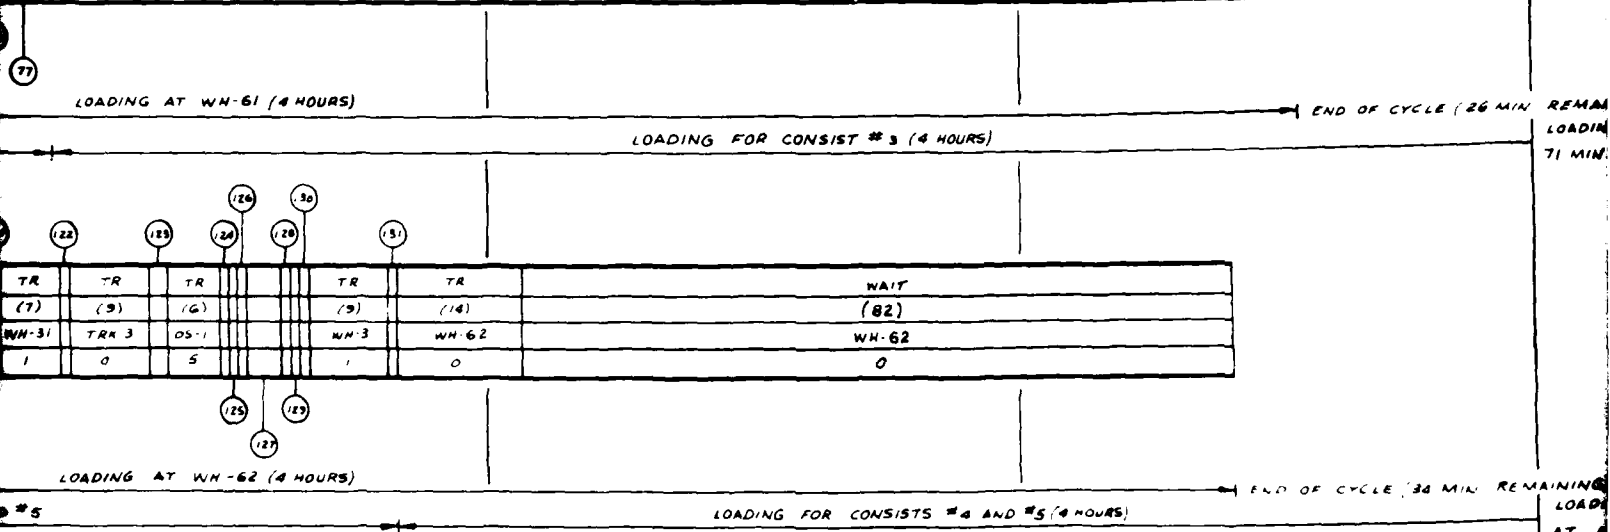 77
LOADING AT WH-61 (4 HOURS)
END OF CYCLE (26 MIN REMA
LOADING FOR CONSIST #3 (4 HOURS)
LOADIN
71 MIN
126
130
122 123 124 128 131
TR TR TR TR TR WAIT
(7) (9) (6) (9) (14) (82)
WH-31 TRK 3 OS-1 WH-3 WH-62 WH-62
1 0 5 1 0 0
125 129
127
LOADING AT WH-62 (4 HOURS)
END OF CYCLE (34 MIN REMAINING
#5
LOADING FOR CONSISTS #4 AND #5 (4 HOURS)
LOAD
AT